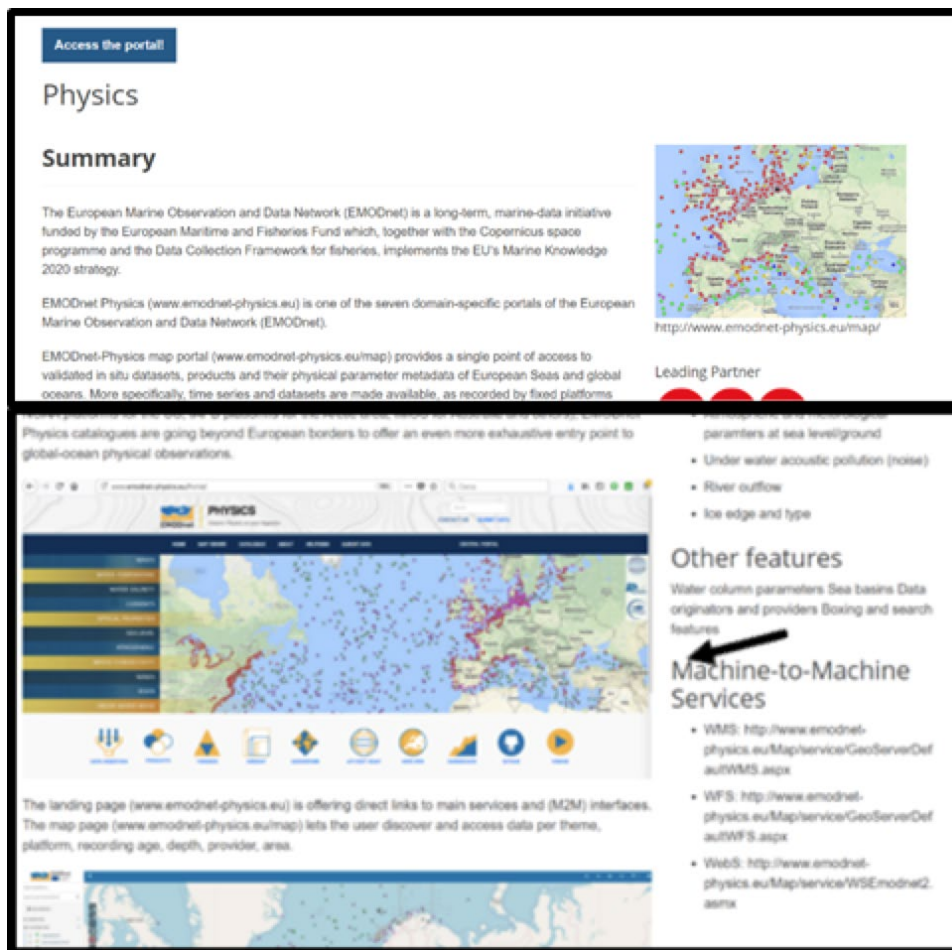 Access the portal!
Physics
Summary
The European Marine Observation and Data Network (EMODnet) is a long-term, marine-data initiative
funded by the European Maritime and Fisheries Fund which, together with the Copernicus space
programme and the Data Collection Framework for fisheries, implements the EU's Marine Knowledge
2020 strategy.
EMODnet Physics (www.emodnet-physics.eu) is one of the seven domain-specific portals of the European
Marine Observation and Data Network (EMODnet).
EMODnet-Physics map portal (www.emodnet-physics.eu/map) provides a single point of access to
validated in situ datasets, products and their physical parameter metadata of European Seas and global
oceans. More specifically, time series and datasets are made available, as recorded by fixed platforms
http://www.emodnet-physics.eu/map/
Leading Partner
Physics catalogues are going beyond European borders to offer an even more exhaustive entry point to
global-ocean physical observations.
EMODnet
PHYSICS
The landing page (www.emodnet-physics.eu) is offering direct links to main services and (M2M) interfaces.
The map page (www.emodnet-physics.eu/map) lets the user discover and access data per theme,
platform, recording age, depth, provider, area.
paramters at sea level/ground
Under water acoustic pollution (noise)
River outflow
Ice edge and type
Other features
Water column parameters Sea basins Data
originators and providers Boxing and search
features
Machine-to-Machine
Services
WMS: http://www.emodnet-
physics.eu/Map/service/GeoServerDef
aultWMS.aspx
WFS: http://www.emodnet-
physics.eu/Map/service/GeoServerDef
aultWFS.aspx
WebS: http://www.emodnet-
physics.eu/Map/service/WSEmodnet2.
asmx